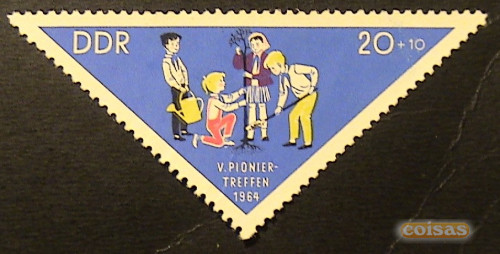 DDR
20+10
V. PIONIER-
TREFFEN
1964
coisas